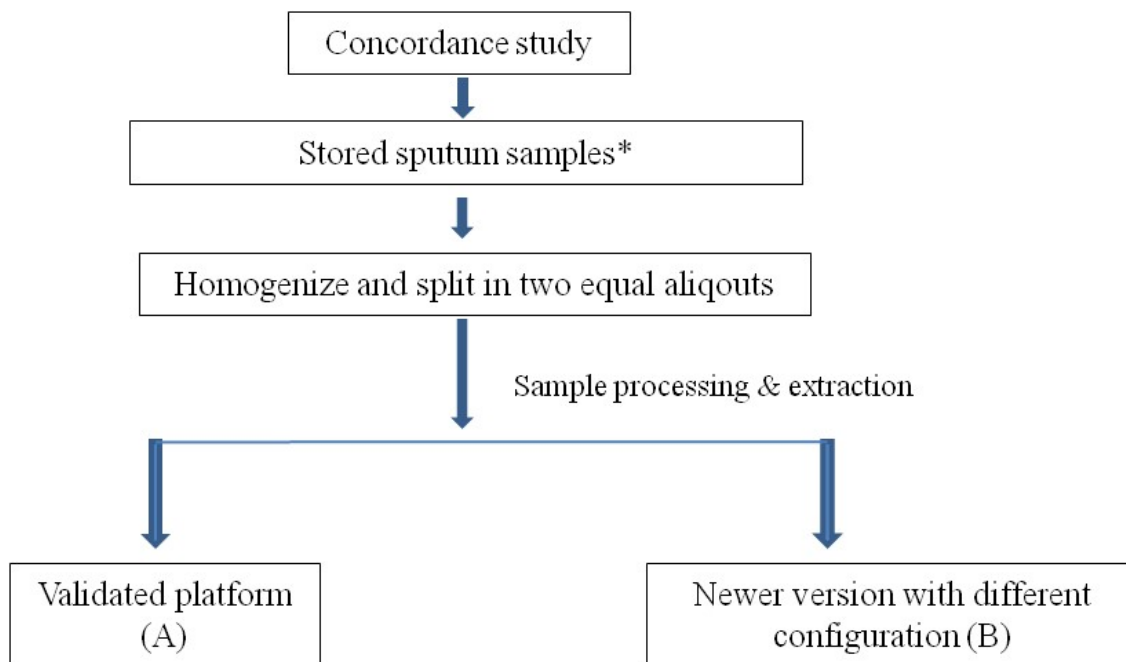 Concordance study
Stored sputum samples*
Homogenize and split in two equal aliqouts
Sample processing & extraction
Validated platform
(A)
Newer version with different
configuration (B)